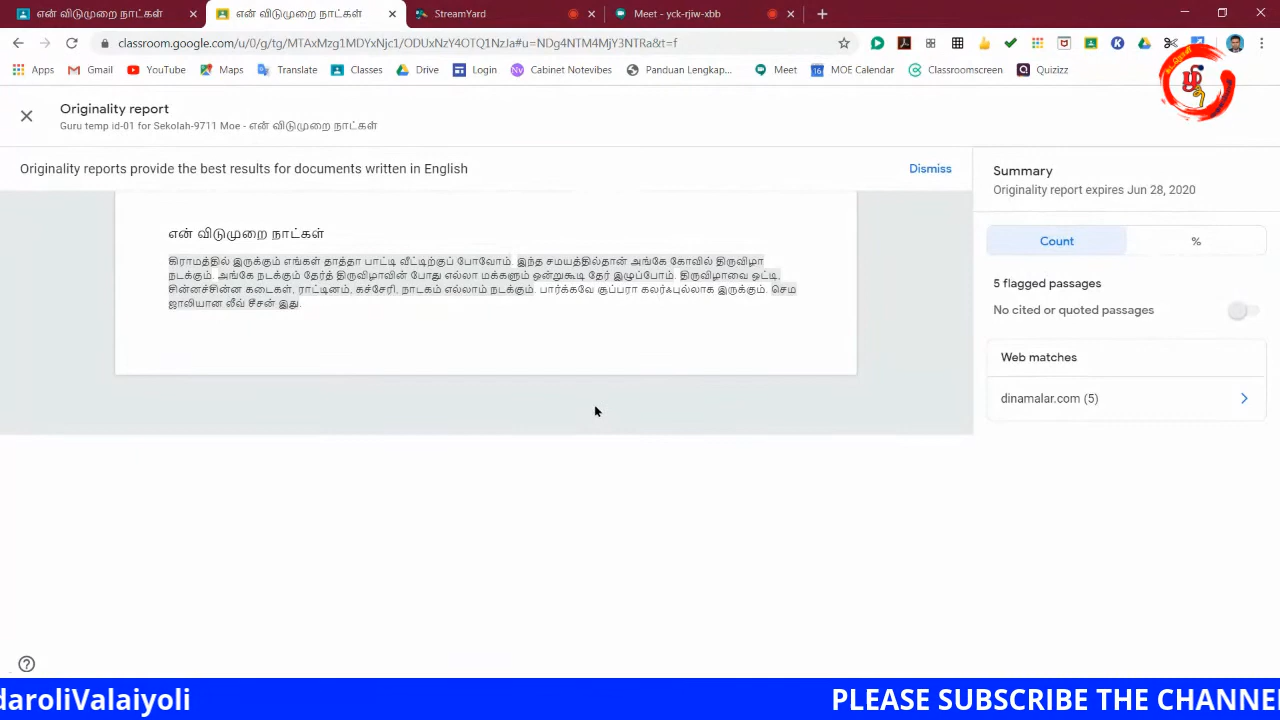 என் விடுமுறை நாட்கள்
என் விடுமுறை நாட்கள்
StreamYard
Meet - yck-rjiw-xbb
classroom.google.com/u/0/g/tg/MTAxMzg1MDYxNjc1/ODUxNzY4OTQ1MDJa#u=NDg4NTM4MjY3NTRa&t=f
Apps Gmail YouTube Maps Translate Classes Drive Login Cabinet Notevibes Panduan Lengkap... Meet MOE Calendar Classroomscreen Quizizz
Originality report
Guru temp id-01 for Sekolah-9711 Moe - என் விடுமுறை நாட்கள்
Originality reports provide the best results for documents written in English
Dismiss
என் விடுமுறை நாட்கள்
கிராமத்தில் இருக்கும் எங்கள் தாத்தா பாட்டி வீட்டிற்குப் போவோம். இந்த சமயத்தில்தான் அங்கே கோவில் திருவிழா
நடக்கும். அங்கே நடக்கும் தேர்த் திருவிழாவின் போது எல்லா மக்களும் ஒன்றுகூடி தேர் இழுப்போம். திருவிழாவை ஒட்டி,
சின்னச்சின்ன கடைகள், ராட்டினம், கச்சேரி, நாடகம் எல்லாம் நடக்கும். பார்க்கவே சூப்பரா கலர்ஃபுல்லாக இருக்கும். செம
ஜாலியான லீவ் சீசன் இது.
Summary
Originality report expires Jun 28, 2020
Count %
5 flagged passages
No cited or quoted passages
Web matches
dinamalar.com (5)
daroliValaiyoli
PLEASE SUBSCRIBE THE CHANNE